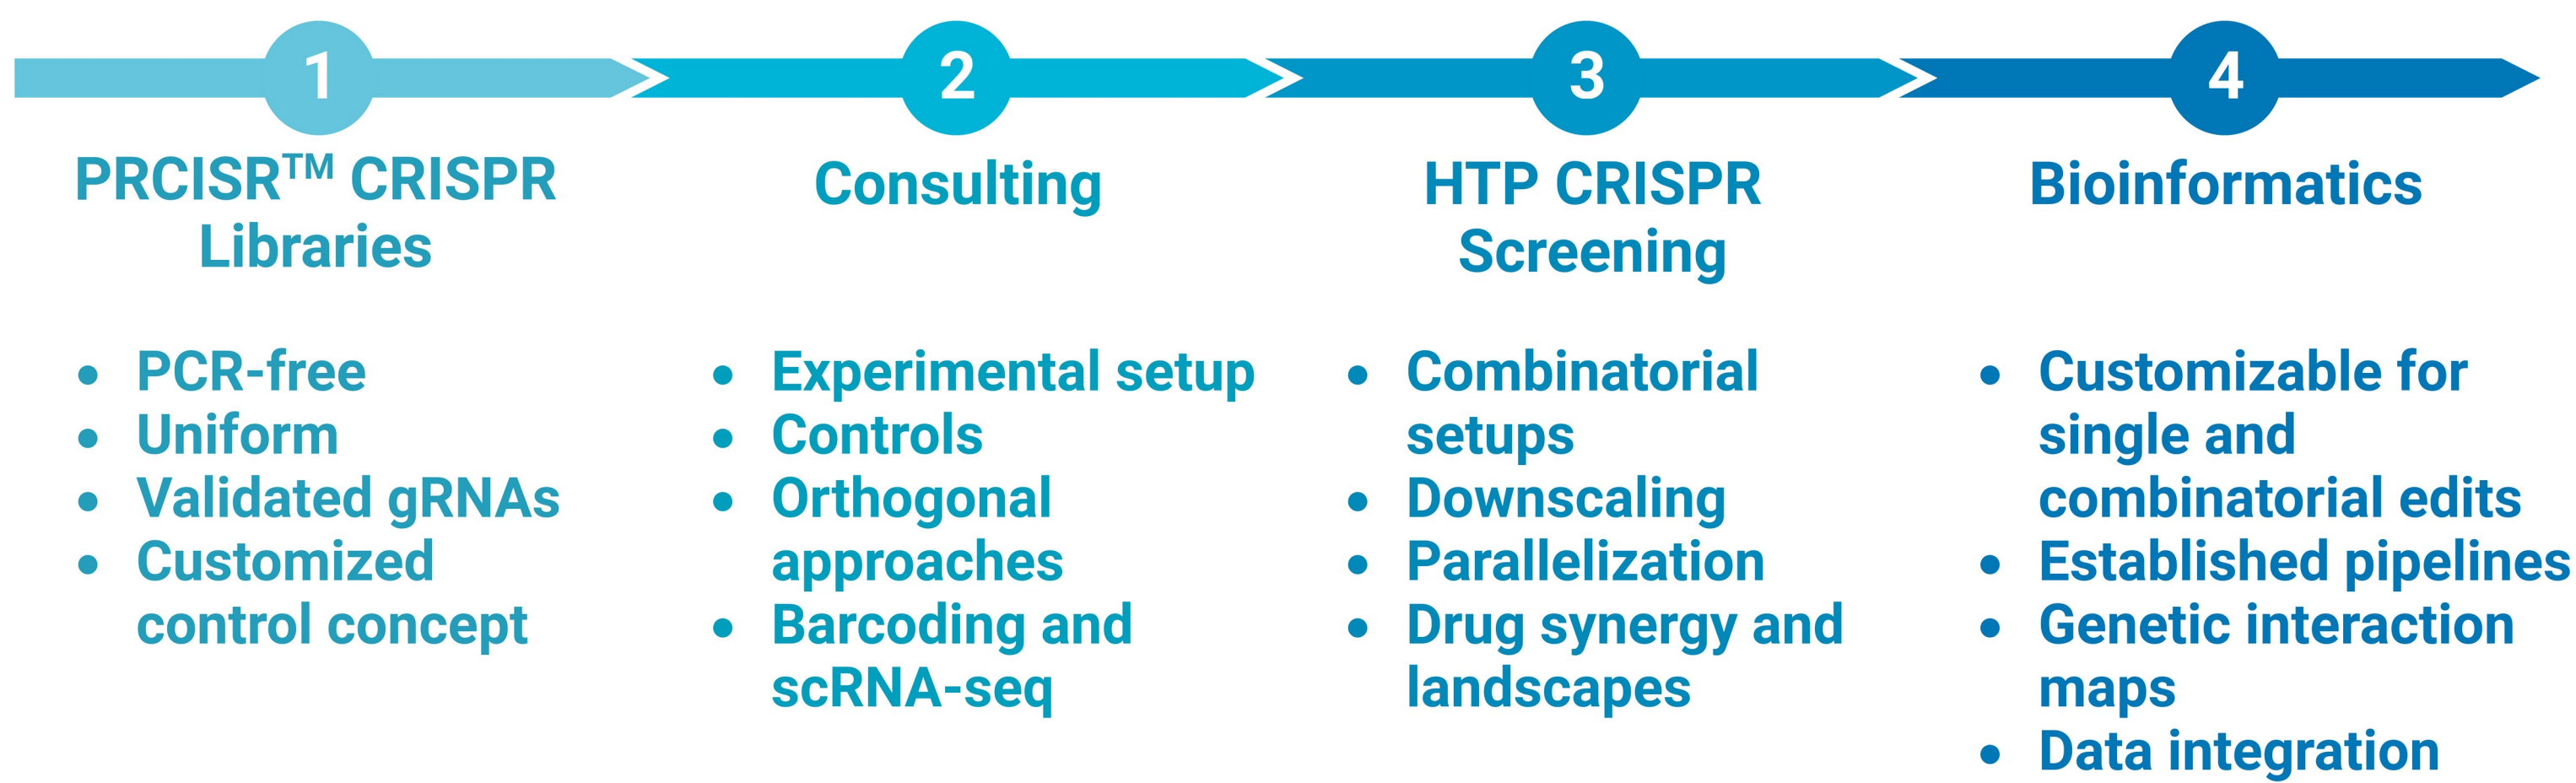 1
PRCISR™ CRISPR
Libraries
• PCR-free
• Uniform
• Validated gRNAs
• Customized
control concept
2
Consulting
• Experimental setup
• Controls
• Orthogonal
approaches
• Barcoding and
scRNA-seq
3
HTP CRISPR
Screening
• Combinatorial
setups
• Downscaling
• Parallelization
• Drug synergy and
landscapes
4
Bioinformatics
• Customizable for
single and
combinatorial edits
• Established pipelines
• Genetic interaction
maps
• Data integration